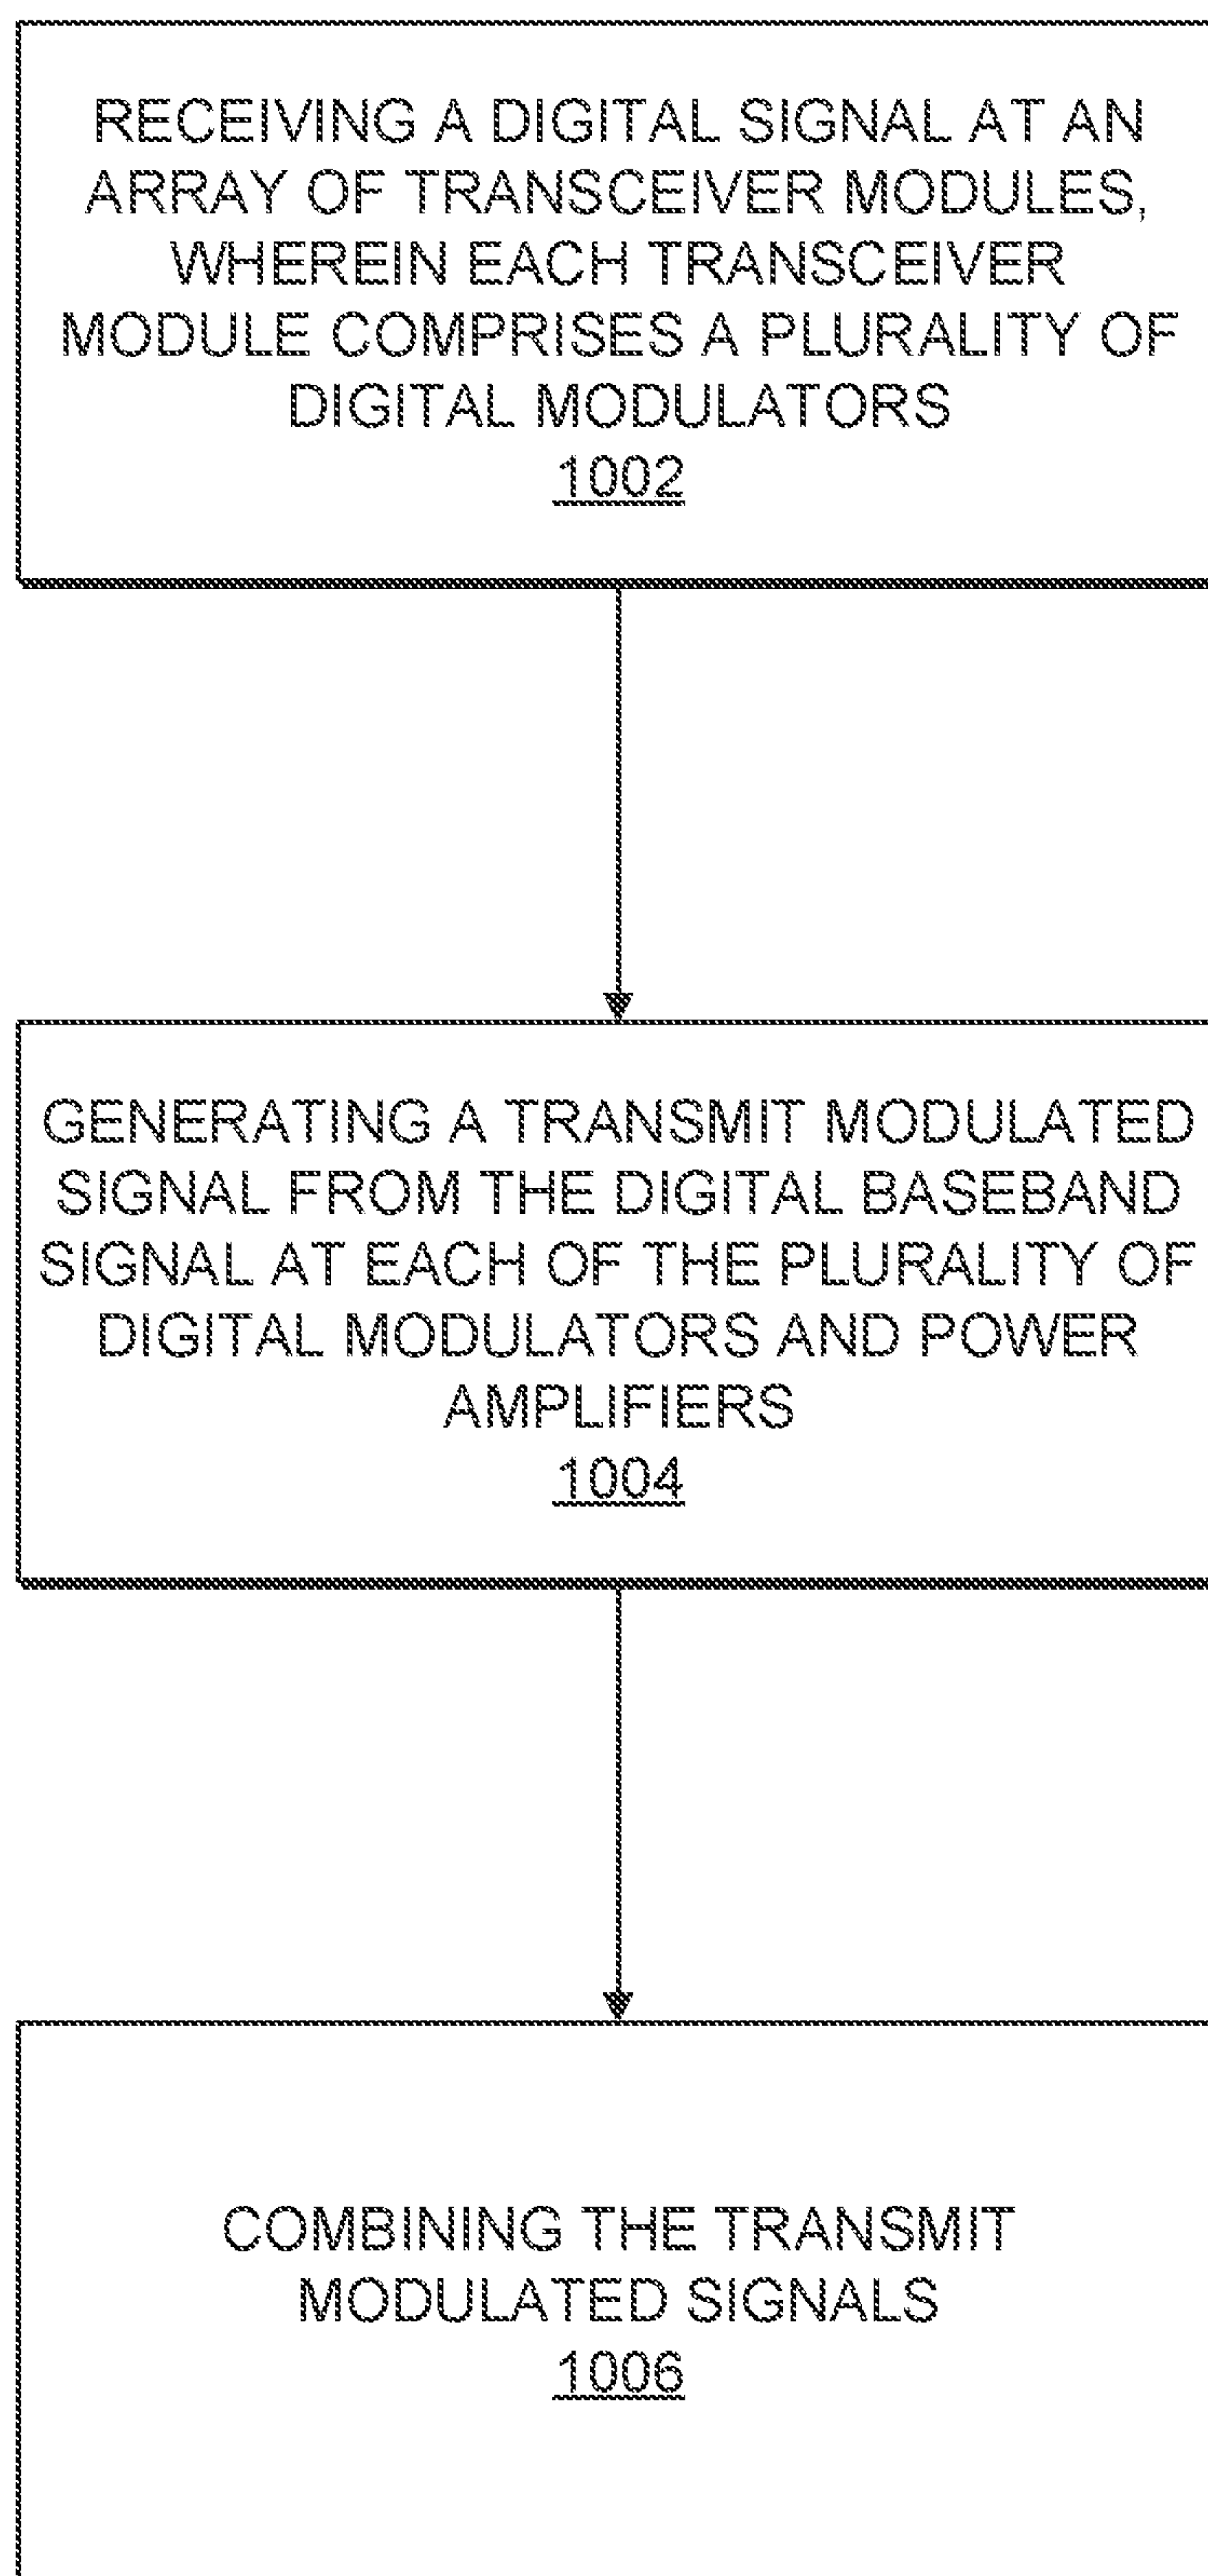 RECEIVING A DIGITAL SIGNAL AT AN
ARRAY OF TRANSCEIVER MODULES,
WHEREIN EACH TRANSCEIVER
MODULE COMPRISES A PLURALITY OF
DIGITAL MODULATORS
1002
GENERATING A TRANSMIT MODULATED
SIGNAL FROM THE DIGITAL BASEBAND
SIGNAL AT EACH OF THE PLURALITY OF
DIGITAL MODULATORS AND POWER
AMPLIFIERS
1004
COMBINING THE TRANSMIT
MODULATED SIGNALS
1006